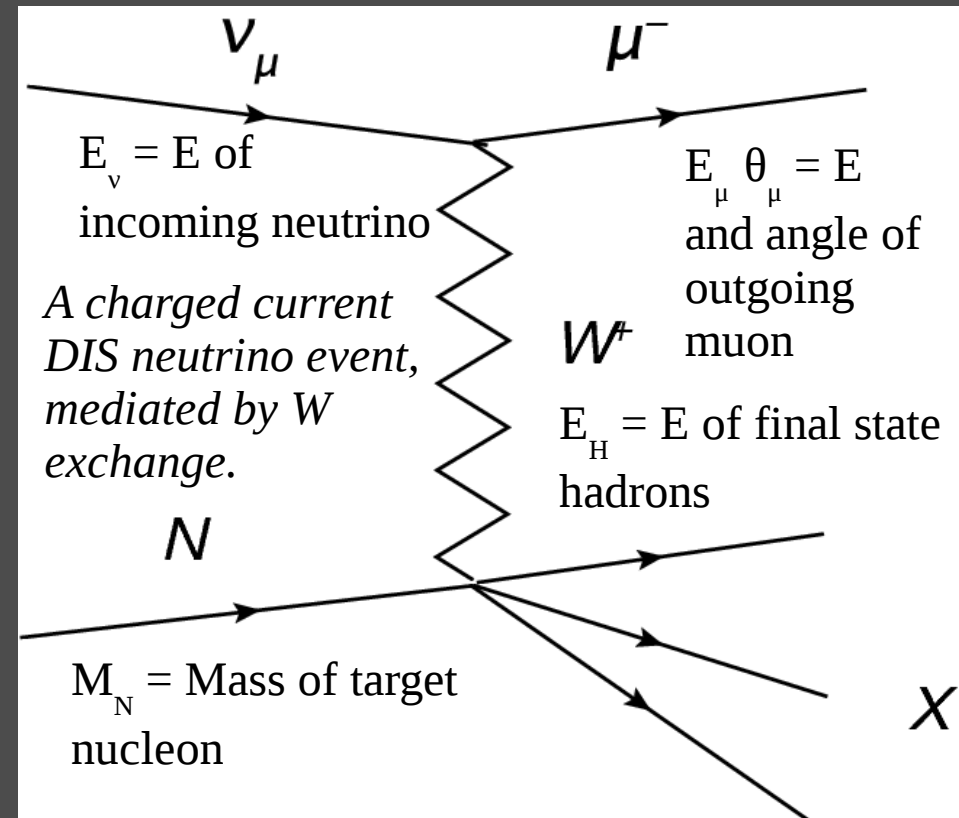 ν_μ
μ⁻
E_ν = E of
incoming neutrino
E_μ θ_μ = E
and angle of
outgoing
muon
A charged current
DIS neutrino event,
mediated by W
exchange.
W⁺
E_H = E of final state
hadrons
N
M_N = Mass of target
nucleon
X